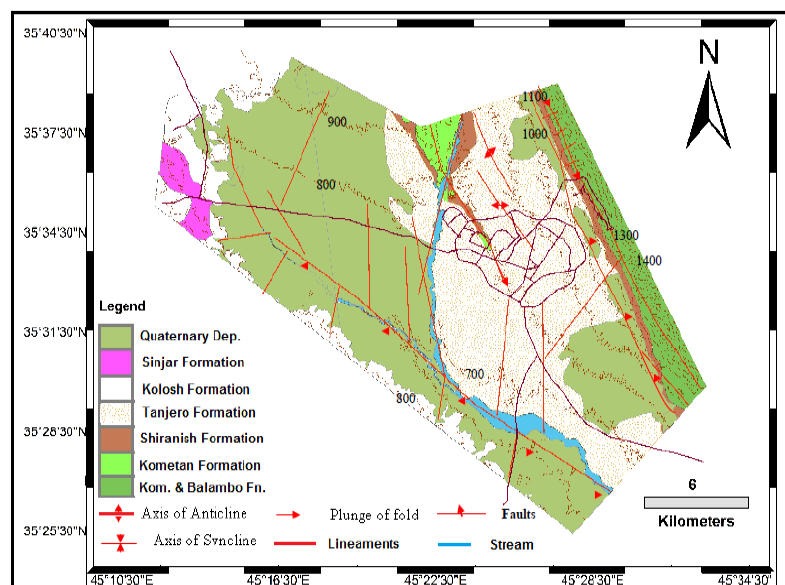 35°40'30"N
N
1100
900
1000
35°37'30"N
800
35°34'30"N
1300
1400
Legend
35°31'30"N
Quaternary Dep.
Sinjar Formation
700
Kolosh Formation
800
Tanjero Formation
35°28'30"N
Shiranish Formation
Kometan Formation
Kom. & Balambo Fn.
6
Kilometers
Axis of Anticline
Plunge of fold
Faults
35°25'30"N
Axis of Svncline
Lineaments
Stream
45°10'30"E
45°16'30"E
45°22'30"E
45°28'30"E
45°34'30"E